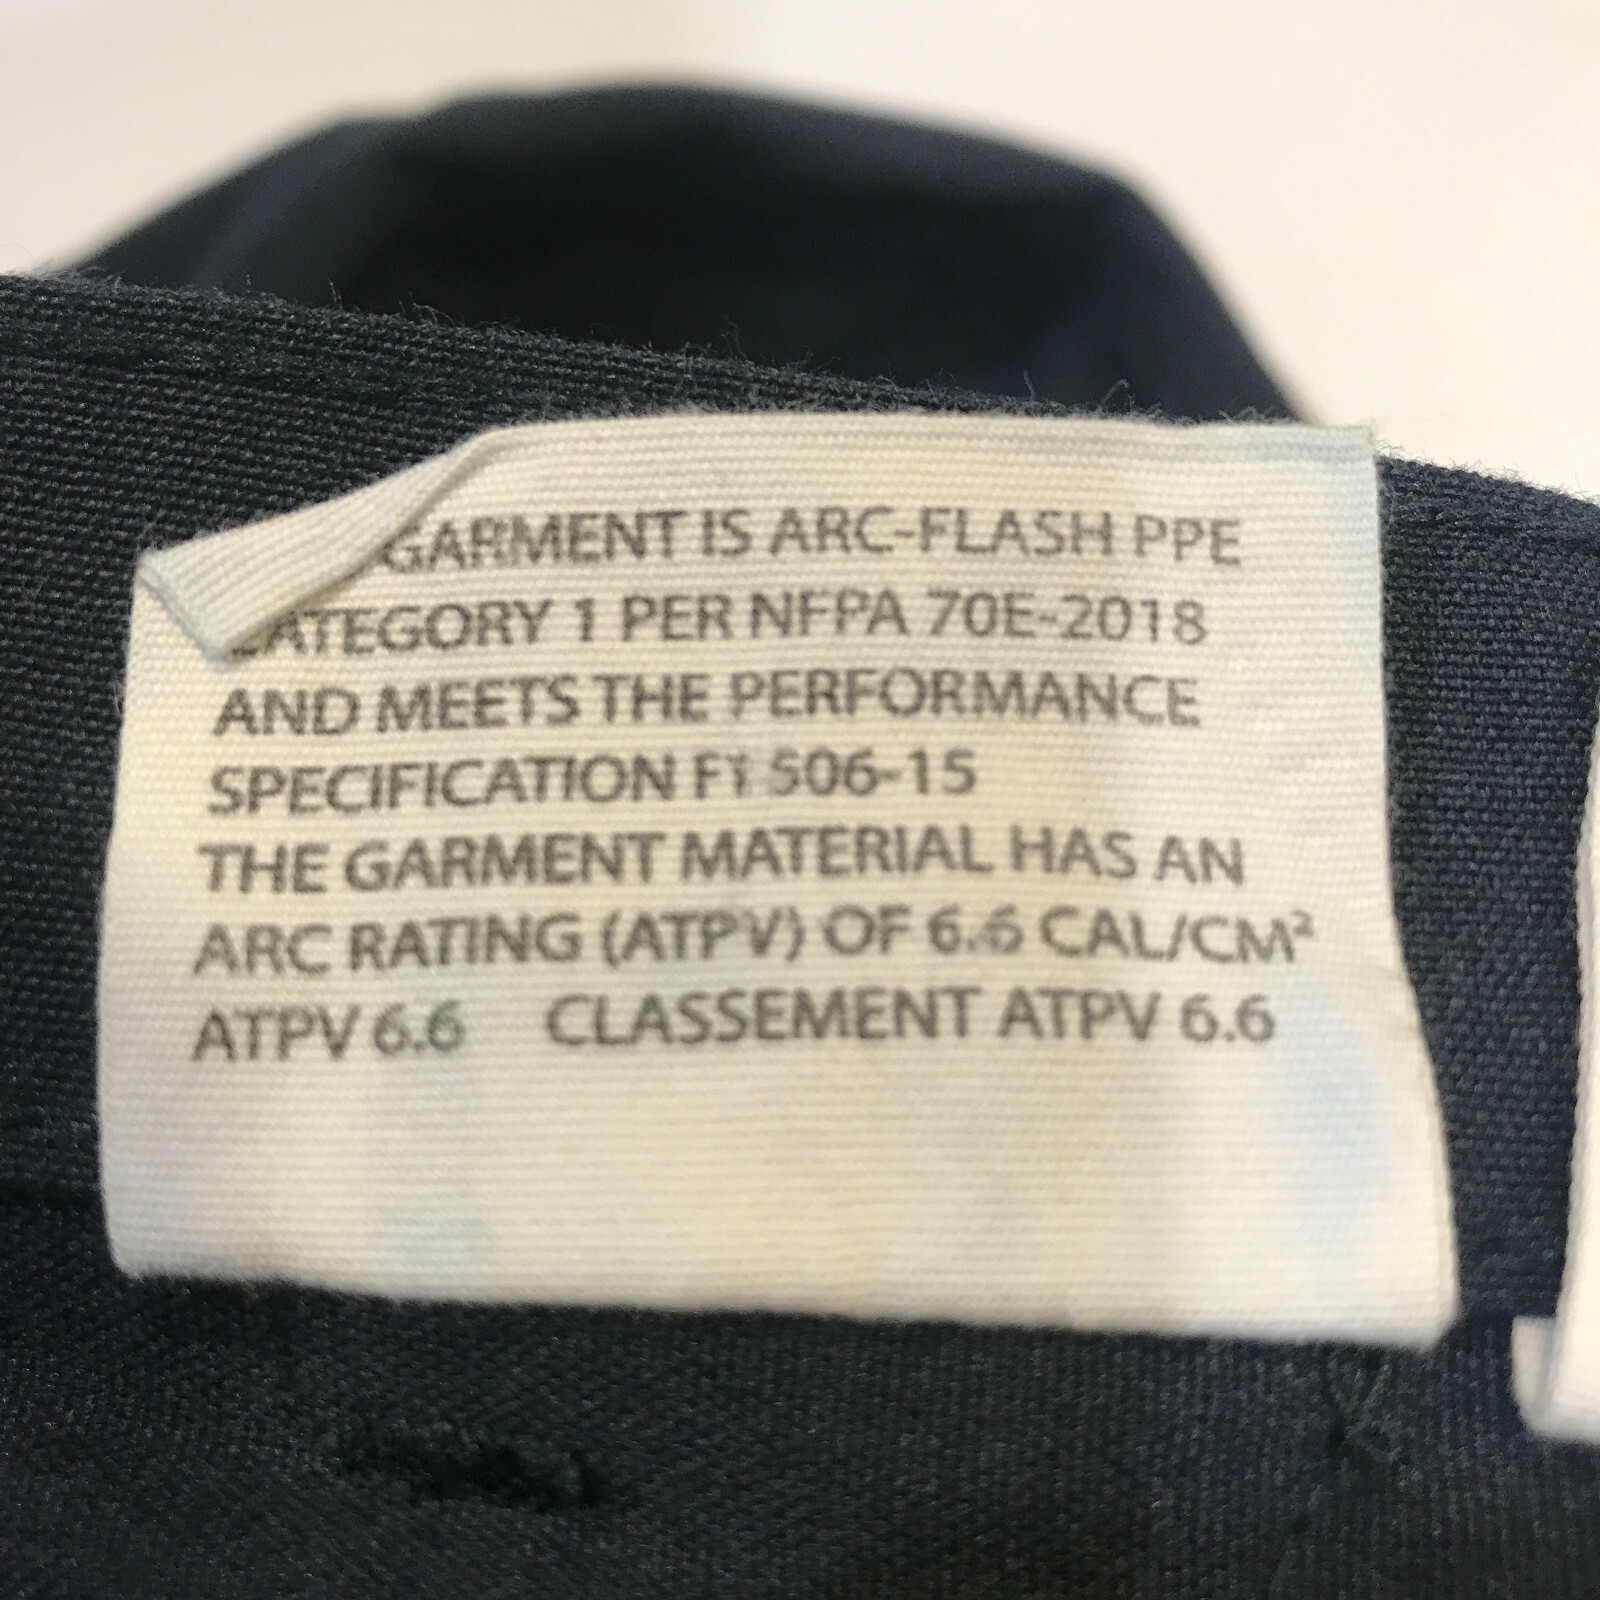 GARMENT IS ARC-FLASH PPE
CATEGORY 1 PER NFPA 70E-2018
AND MEETS THE PERFORMANCE
SPECIFICATION F1506-15
THE GARMENT MATERIAL HAS AN
ARC RATING (ATPV) OF 6.6 CAL/CM²
ATPV 6.6 CLASSEMENT ATPV 6.6